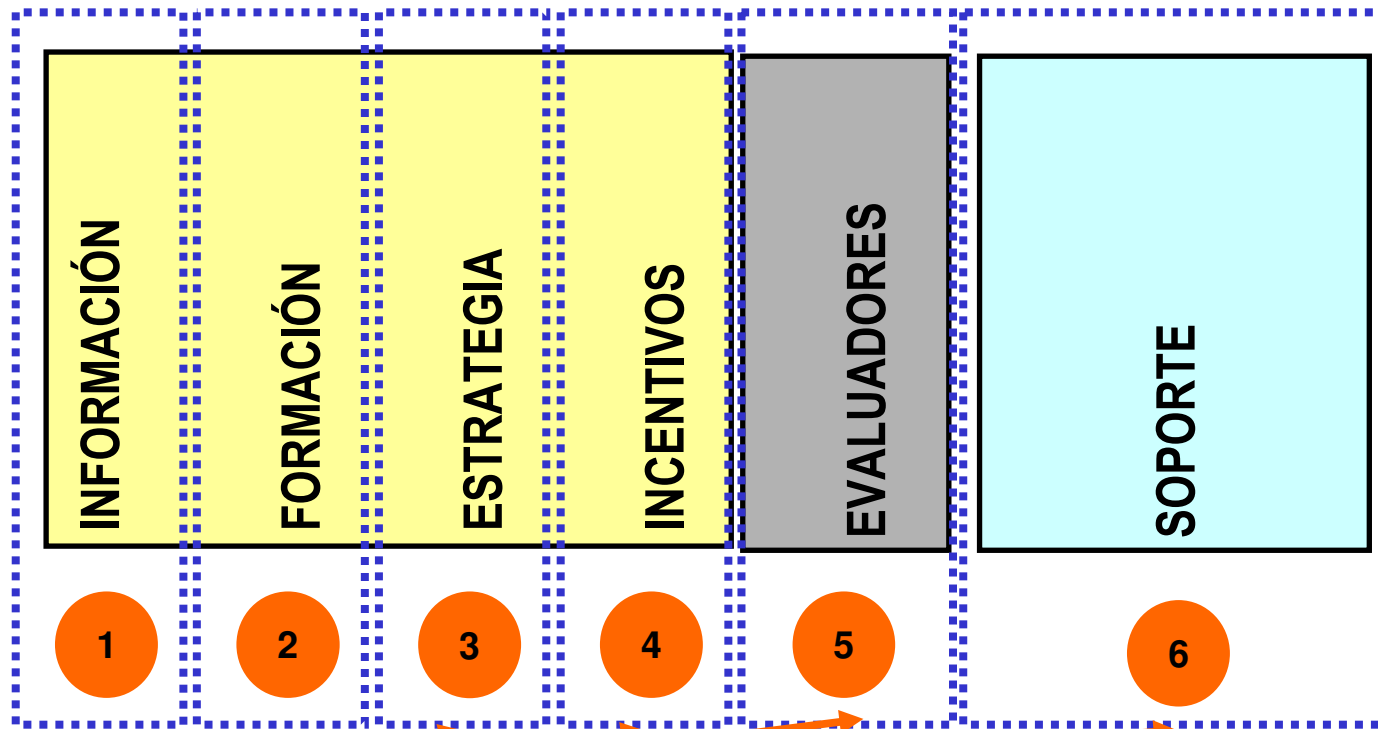 INFORMACIÓN
FORMACIÓN
ESTRATEGIA
INCENTIVOS
EVALUADORES
SOPORTE
1
2
3
4
5
6